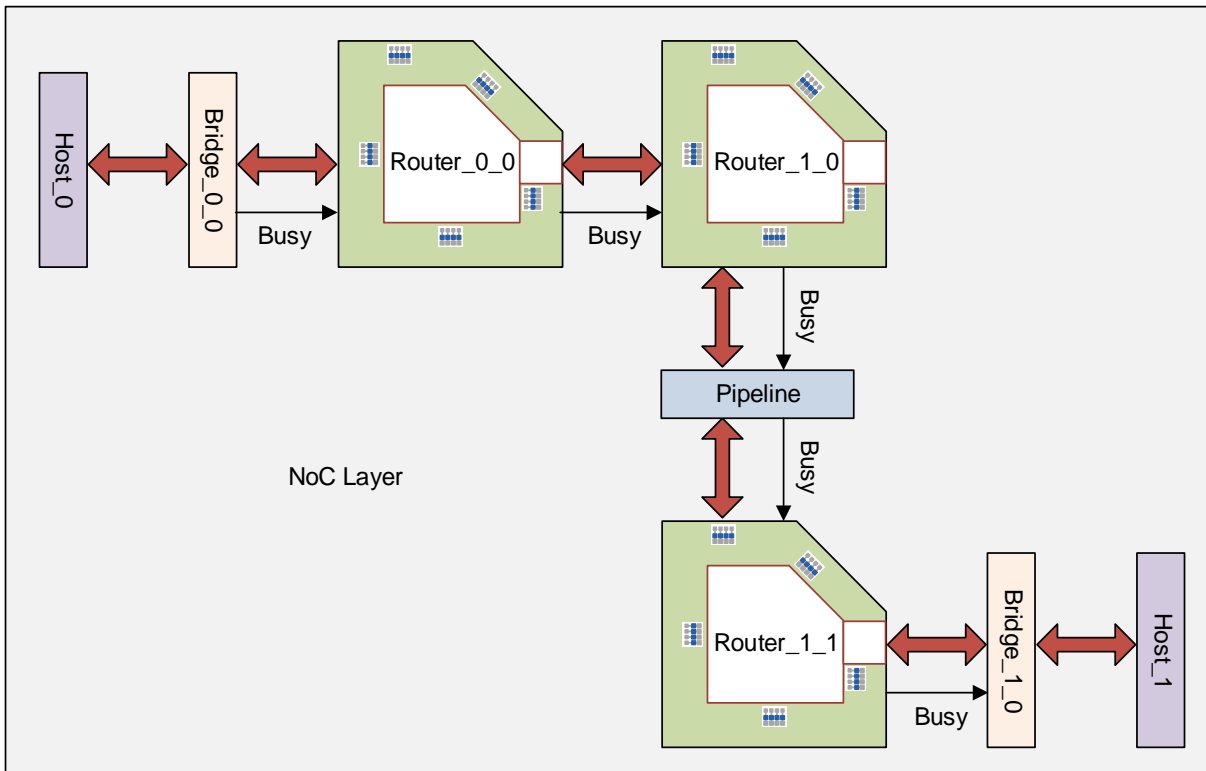 Host_0
Bridge_0_0
Router_0_0
Router_1_0
Busy
Busy
Busy
Pipeline
Busy
NoC Layer
Router_1_1
Bridge_1_0
Host_1
Busy